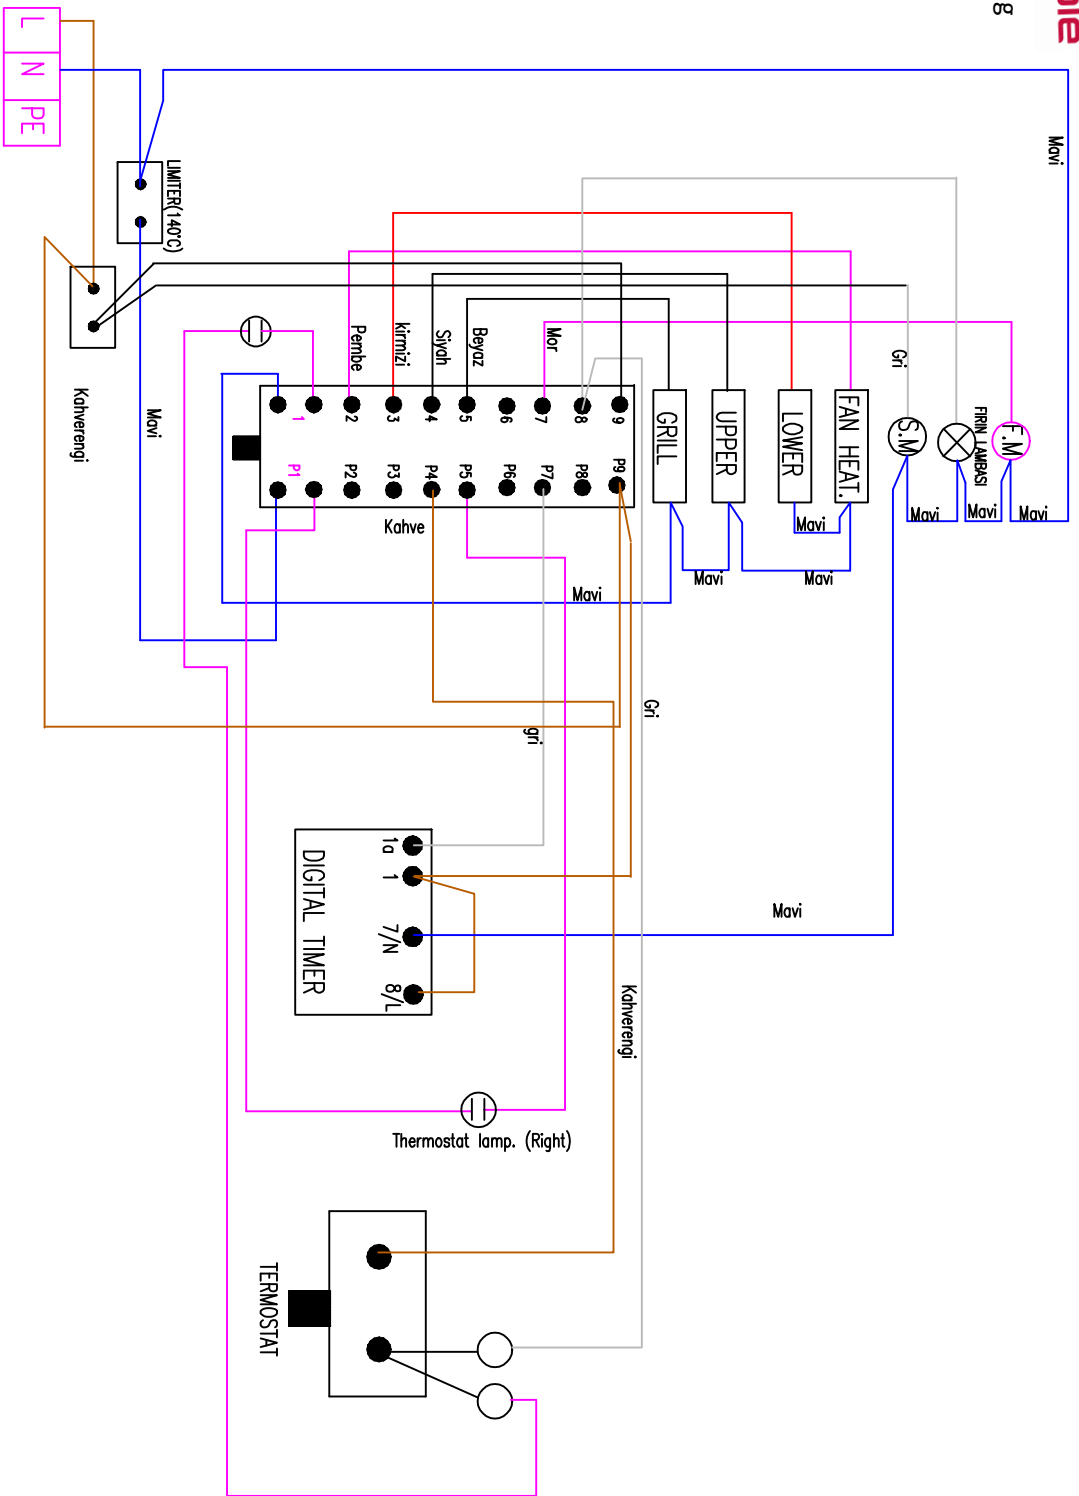 g
L
N
PE
LIMITER(140°C)
Mavi
Kahverengi
Mavi
Pembe
kirmizi
Siyah
Beyaz
Mor
Gri
1
2
3
4
5
6
7
8
9
P1
P2
P3
P4
P5
P6
P7
P8
P9
Kahve
GRILL
UPPER
LOWER
FAN HEAT.
S.M
FIRIN LAMBASI
F.M
Mavi
Mavi
Mavi
Mavi
Mavi
Mavi
Mavi
Gri
gri
DIGITAL TIMER
1a
1
7/N
8/L
Mavi
Kahverengi
Thermostat lamp. (Right)
TERMOSTAT